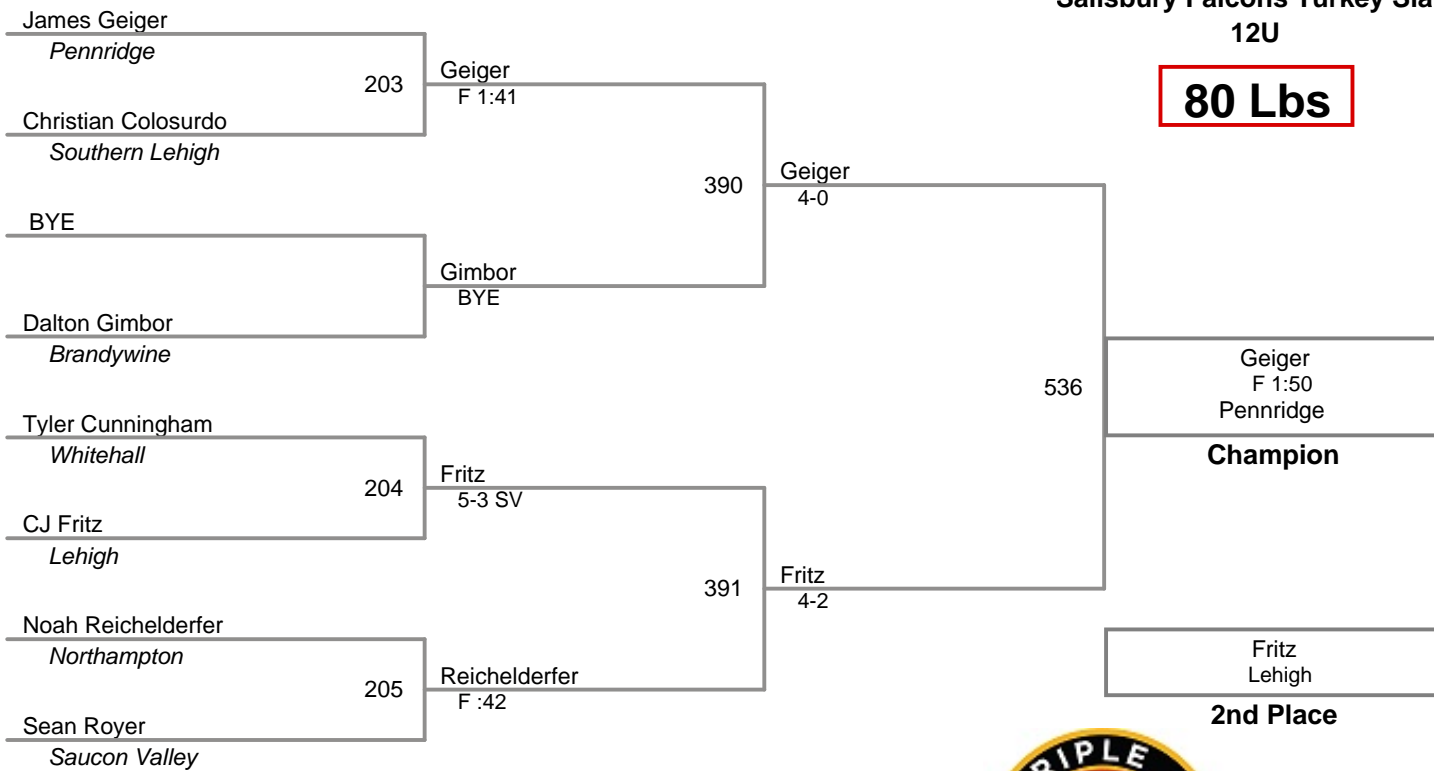 Salisbury Falcons Turkey
12U
80 Lbs
James Geiger
Pennridge
203
Christian Colosurdo
Southern Lehigh
Geiger
F 1:41
BYE
Dalton Gimbor
Brandywine
Gimbor
BYE
390
Geiger
4-0
Tyler Cunningham
Whitehall
204
CJ Fritz
Lehigh
Fritz
5-3 SV
Noah Reichelderfer
Northampton
205
Sean Royer
Saucon Valley
Reichelderfer
F :42
391
Fritz
4-2
536
Geiger
F 1:50
Pennridge
Champion
Fritz
Lehigh
2nd Place